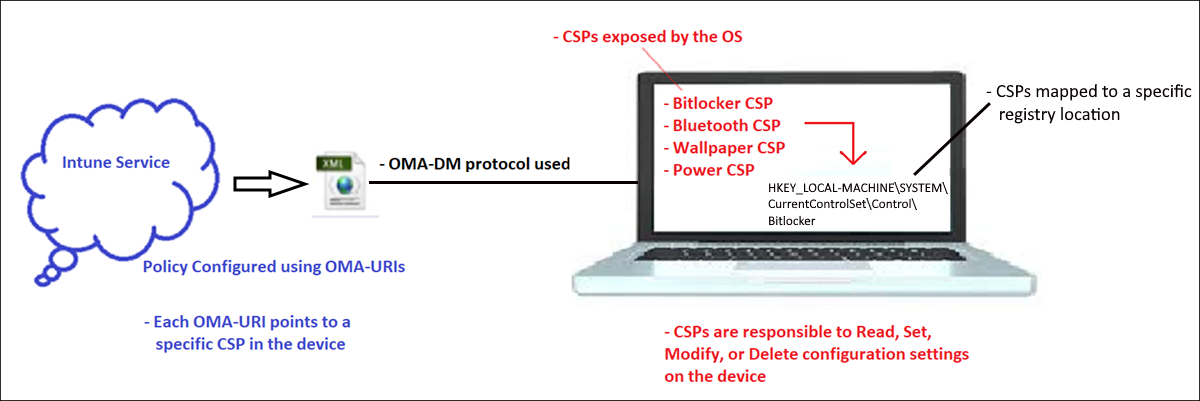 - CSPs exposed by the OS
- Bitlocker CSP
- Bluetooth CSP
- Wallpaper CSP
- Power CSP
- CSPs mapped to a specific
registry location
HKEY_LOCAL-MACHINE\SYSTEM\
CurrentControlSet\Control\
Bitlocker
Intune Service
XML
- OMA-DM protocol used
Policy Configured using OMA-URIs
- Each OMA-URI points to a
specific CSP in the device
- CSPs are responsible to Read, Set,
Modify, or Delete configuration settings
on the device